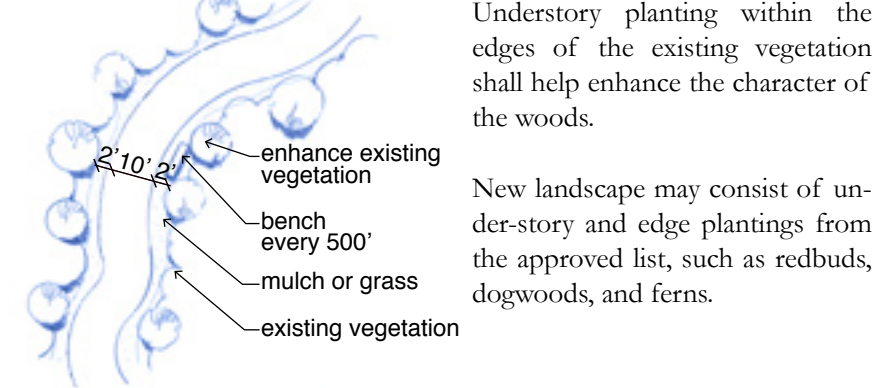 2' 10' 2'
enhance existing
vegetation
bench
every 500'
mulch or grass
existing vegetation
Understory planting within the
edges of the existing vegetation
shall help enhance the character of
the woods.
New landscape may consist of un-
der-story and edge plantings from
the approved list, such as redbuds,
dogwoods, and ferns.